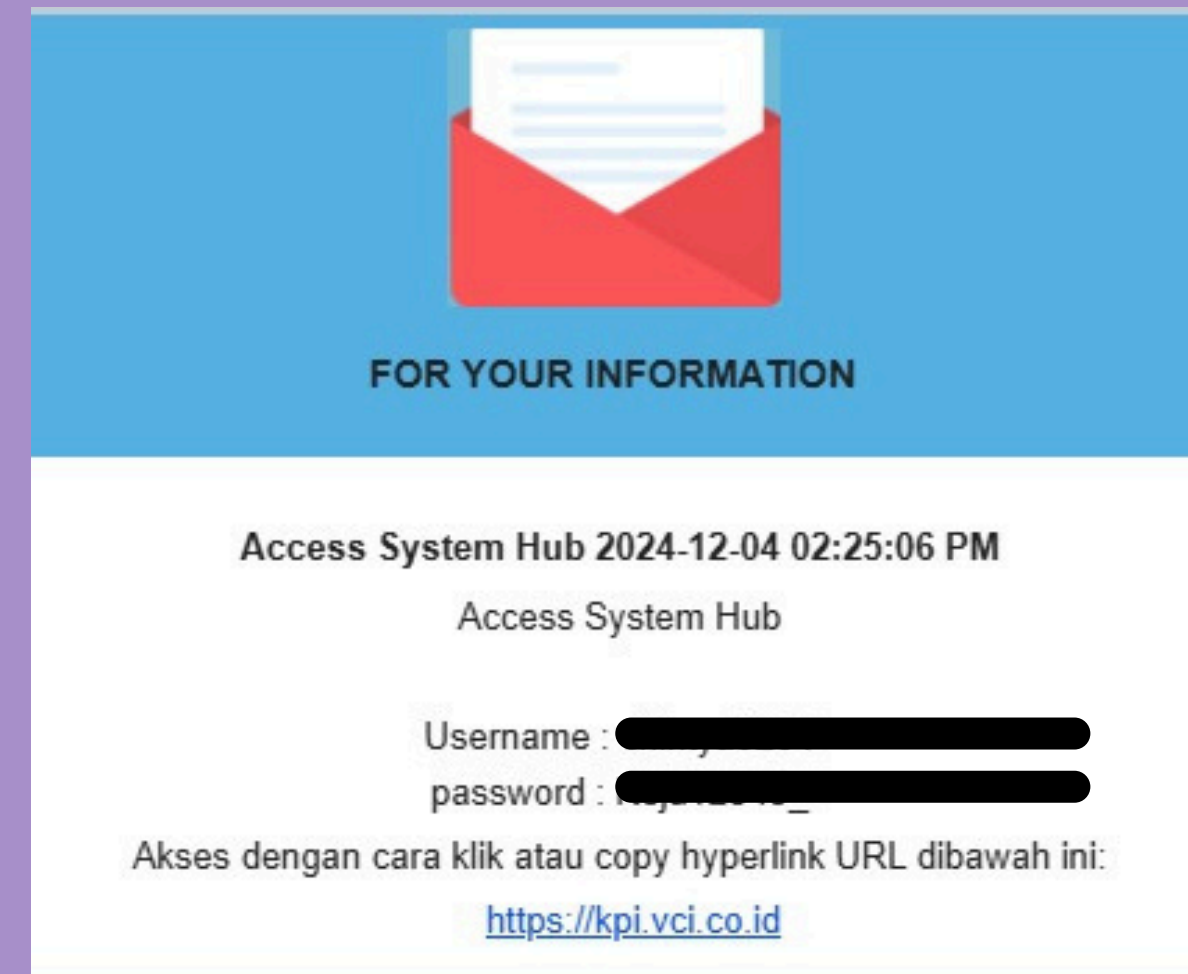 FOR YOUR INFORMATION
Access System Hub 2024-12-04 02:25:06 PM
Access System Hub
Username :
password :
Akses dengan cara klik atau copy hyperlink URL dibawah ini:
https://kpi.vci.co.id